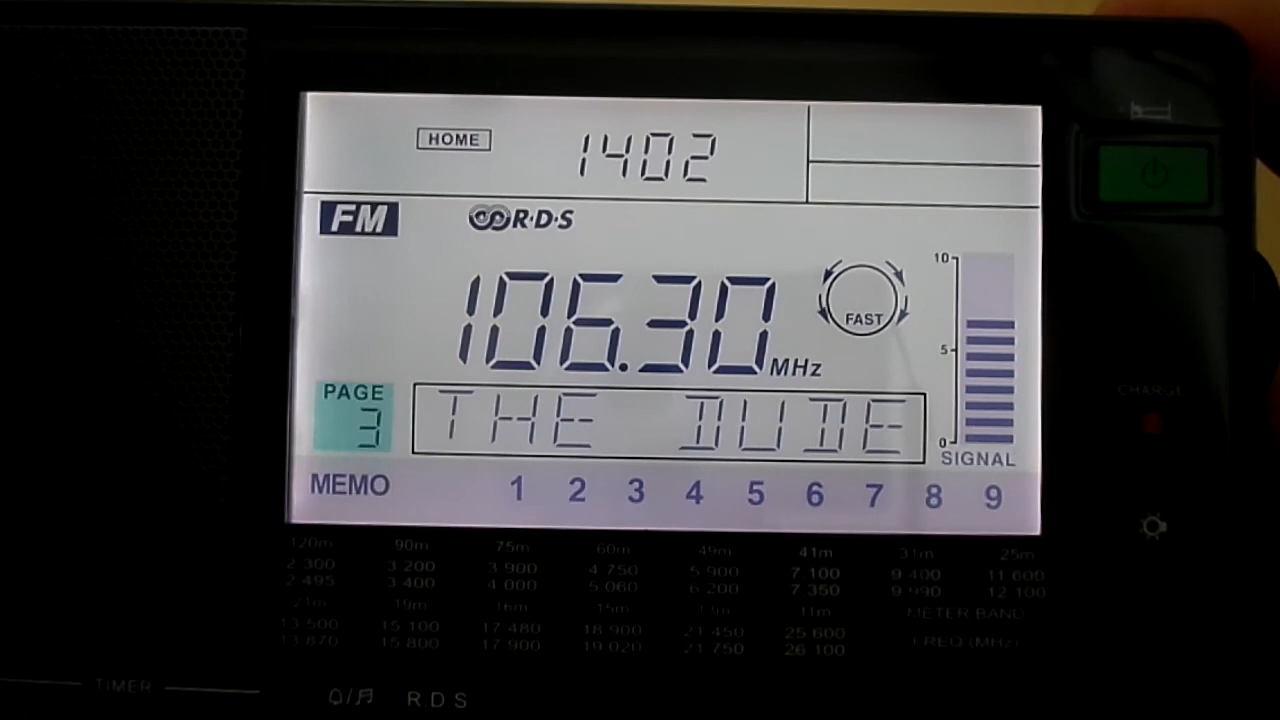 HOME 1402
FM R·D·S
106.30 MHz
FAST
10
5
0
SIGNAL
PAGE
3
THE DUDE
MEMO 1 2 3 4 5 6 7 8 9
CHARGE
120m 90m 75m 60m 49m 41m 31m 25m
2 300 3 200 3 900 4 750 5 900 7 100 9 400 11 600
2 495 3 400 4 000 5 060 6 200 7 350 9 990 12 100
21m 19m 16m 15m 13m 11m METER BAND
13 500 15 100 17 480 18 900 21 450 25 600 FREQ (MHz)
13 870 15 800 17 900 19 020 21 750 26 100
TIMER
RDS